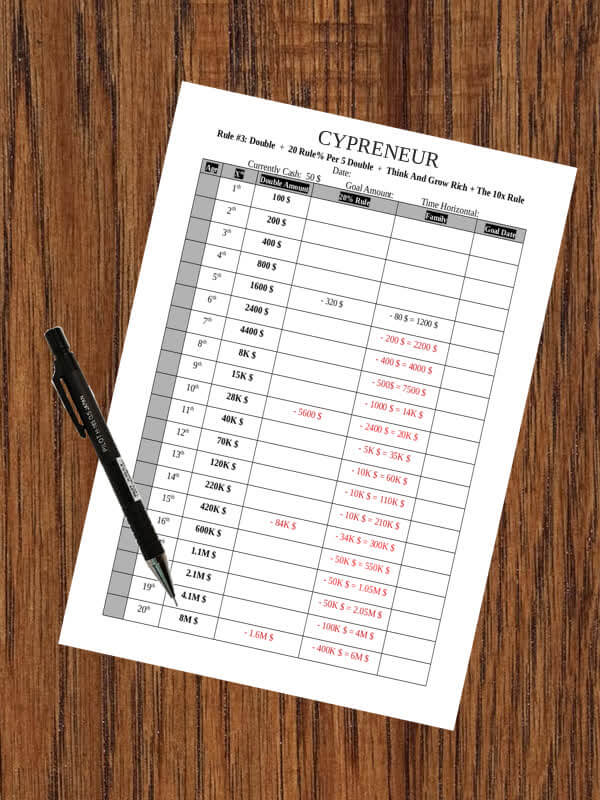 CYPRENEUR
Rule #3: Double + 20 Rule% Per 5 Double + Think And Grow Rich + The 10x Rule
Date:
Currently Cash: 50 $ Goal Amount: Time Horizontal:
Age N° Double Amount 20% Rule Family Goal Date
1th 100 $
2th 200 $
3th 400 $
4th 800 $
5th 1600 $ - 320 $ - 80 $ = 1200 $
6th 2400 $ - 200 $ = 2200 $
7th 4400 $ - 400 $ = 4000 $
8th 8K $ - 500$ = 7500 $
9th 15K $ - 1000 $ = 14K $
10th 28K $ - 5600 $ - 2400 $ = 20K $
11th 40K $ - 5K $ = 35K $
12th 70K $ - 10K $ = 60K $
13th 120K $ - 10K $ = 110K $
14th 220K $ - 10K $ = 210K $
15th 420K $ - 84K $ - 34K $ = 300K $
16th 600K $ - 50K $ = 550K $
1.1M $ - 50K $ = 1.05M $
2.1M $ - 50K $ = 2.05M $
19th 4.1M $ - 100K $ = 4M $
20th 8M $ - 1.6M $ - 400K $ = 6M $
PILOT